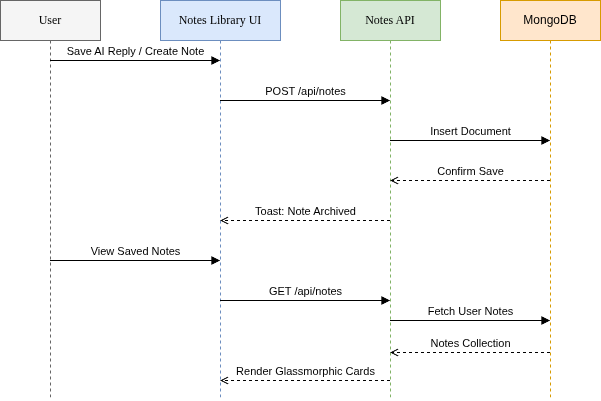 User
Notes Library UI
Notes API
MongoDB
Save AI Reply / Create Note
POST /api/notes
Insert Document
Confirm Save
Toast: Note Archived
View Saved Notes
GET /api/notes
Fetch User Notes
Notes Collection
Render Glassmorphic Cards